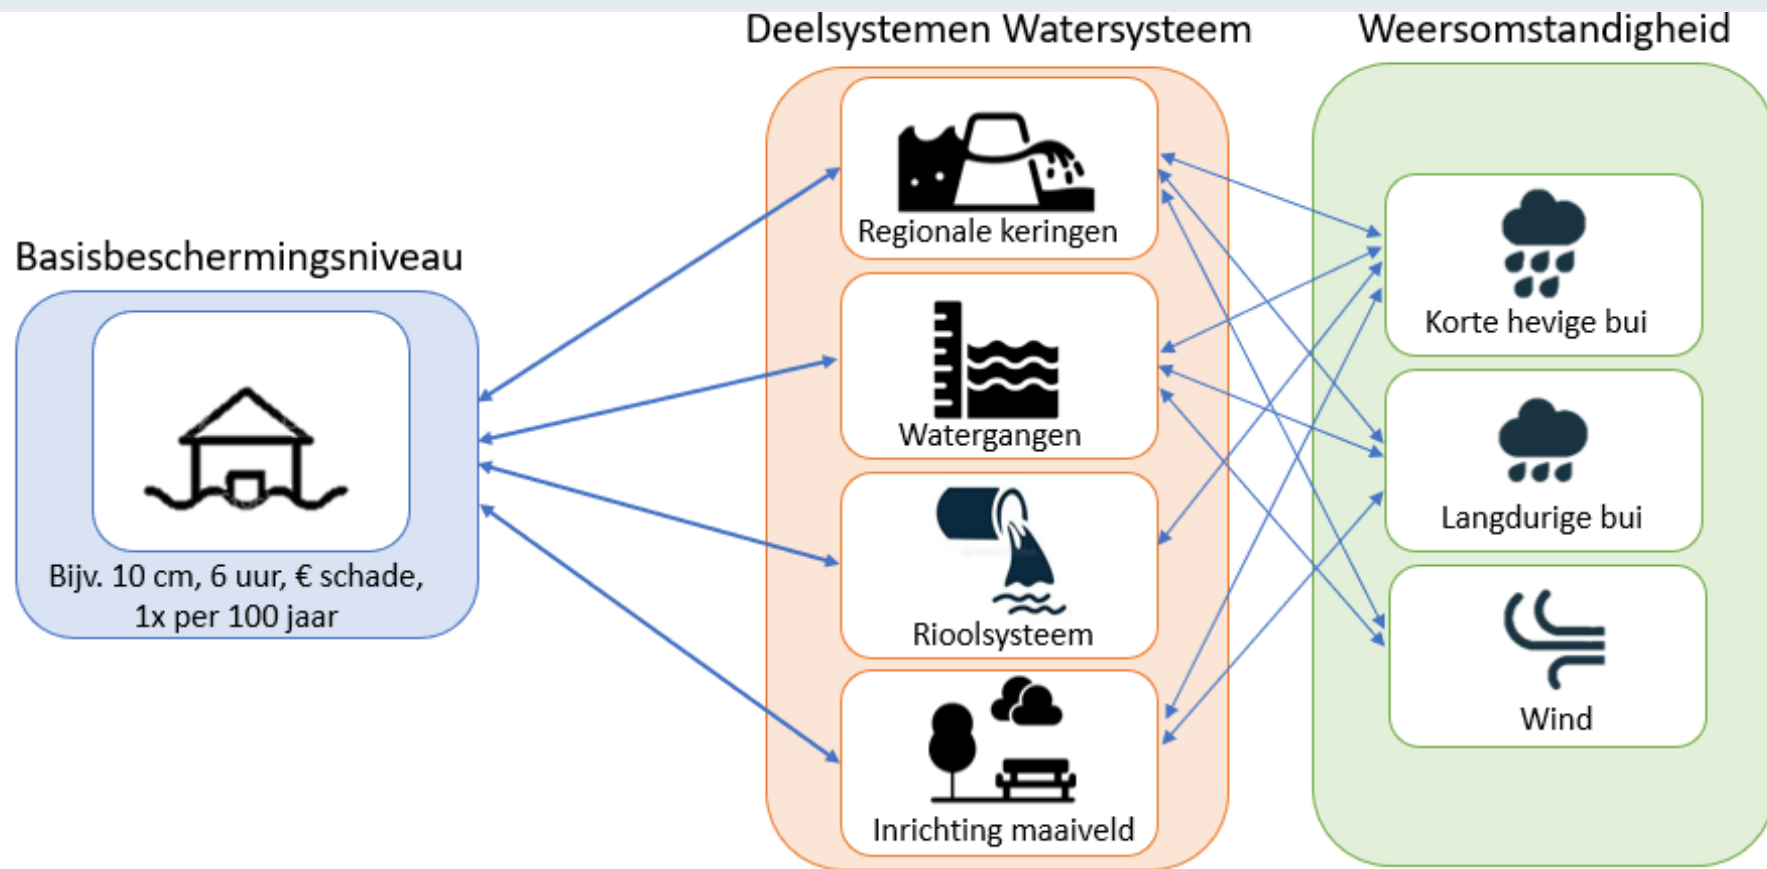 Deelsystemen Watersysteem
Weersomstandigheid
Basisbeschermingsniveau
Bijv. 10 cm, 6 uur, € schade,
1x per 100 jaar
Regionale keringen
Watergangen
Rioolsysteem
Inrichting maaiveld
Korte hevige bui
Langdurige bui
Wind